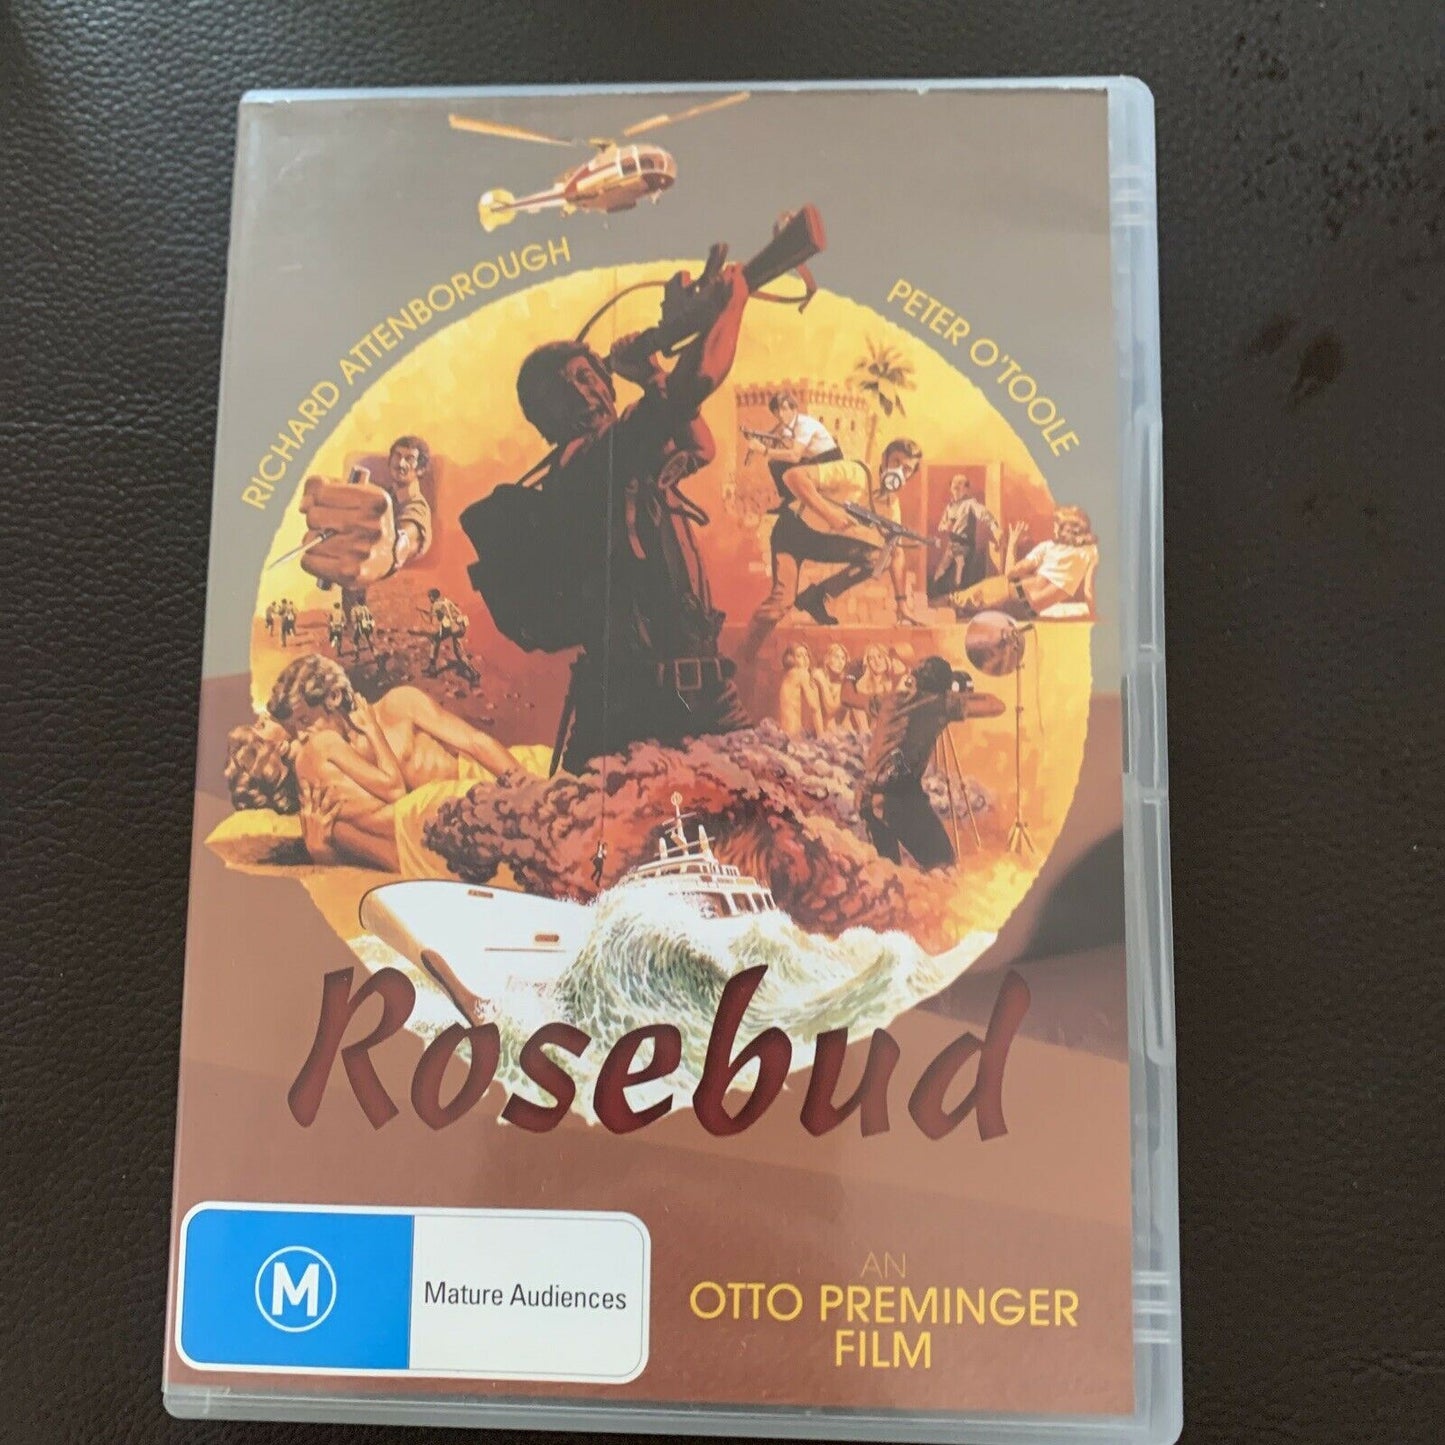 RICHARD ATTENBOROUGH
PETER O'TOOLE
Rosebud
M
Mature Audiences
AN
OTTO PREMINGER
FILM